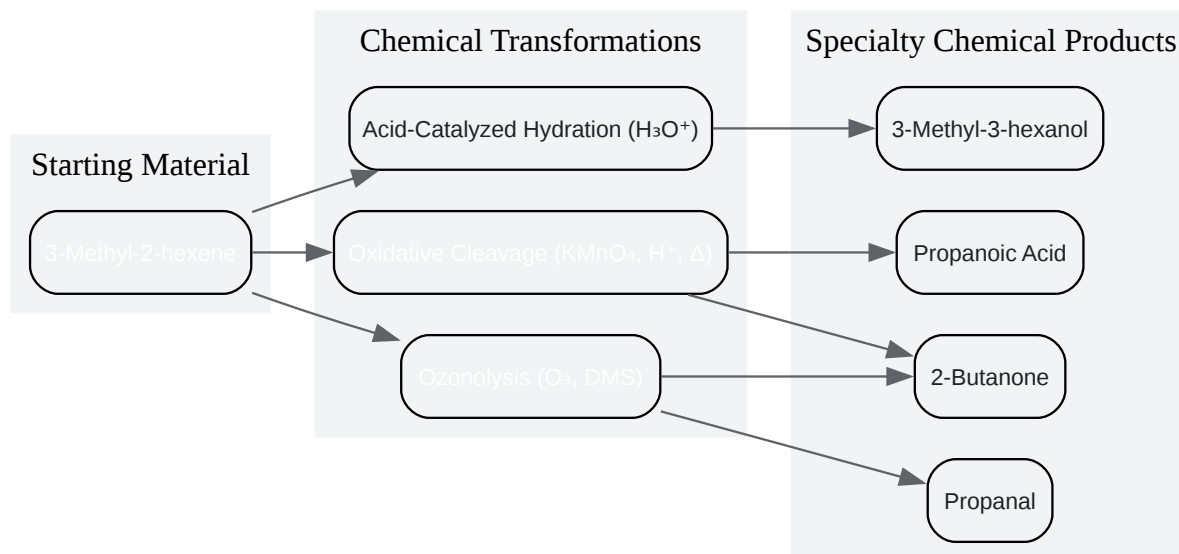 Chemical Transformations
Specialty Chemical Products
Acid-Catalyzed Hydration (H₃O⁺)
3-Methyl-3-hexanol
Starting Material
3-Methyl-2-hexene
Oxidative Cleavage (KMnO₄, H⁺, Δ)
Propanoic Acid
Ozonolysis (O₃, DMS)
2-Butanone
Propanal